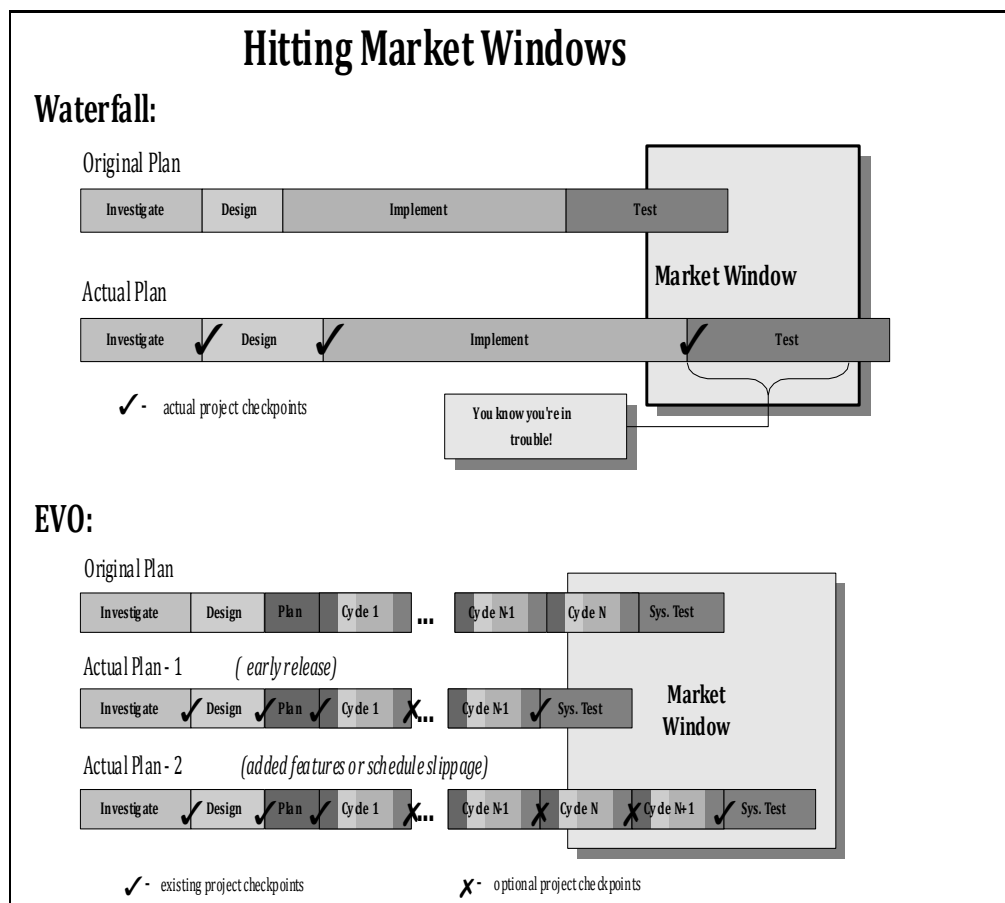 Hitting Market Windows
Waterfall:
Original Plan
Investigate Design Implement Test
Market Window
Actual Plan
Investigate ✓ Design ✓ Implement ✓ Test
✓ - actual project checkpoints
You know you're in
trouble!
EVO:
Original Plan
Investigate Design Plan Cycle 1 ... Cycle N-1 Cycle N Sys. Test
Actual Plan - 1 ( early release)
Investigate ✓ Design ✓ Plan ✓ Cycle 1 ✗... Cycle N-1 ✓ Sys. Test
Market
Window
Actual Plan - 2 (added features or schedule slippage)
Investigate ✓ Design ✓ Plan ✓ Cycle 1 ✗... Cycle N-1 ✗ Cycle N ✗ Cycle N+1 ✓ Sys. Test
✓ - existing project checkpoints ✗ - optional project checkpoints